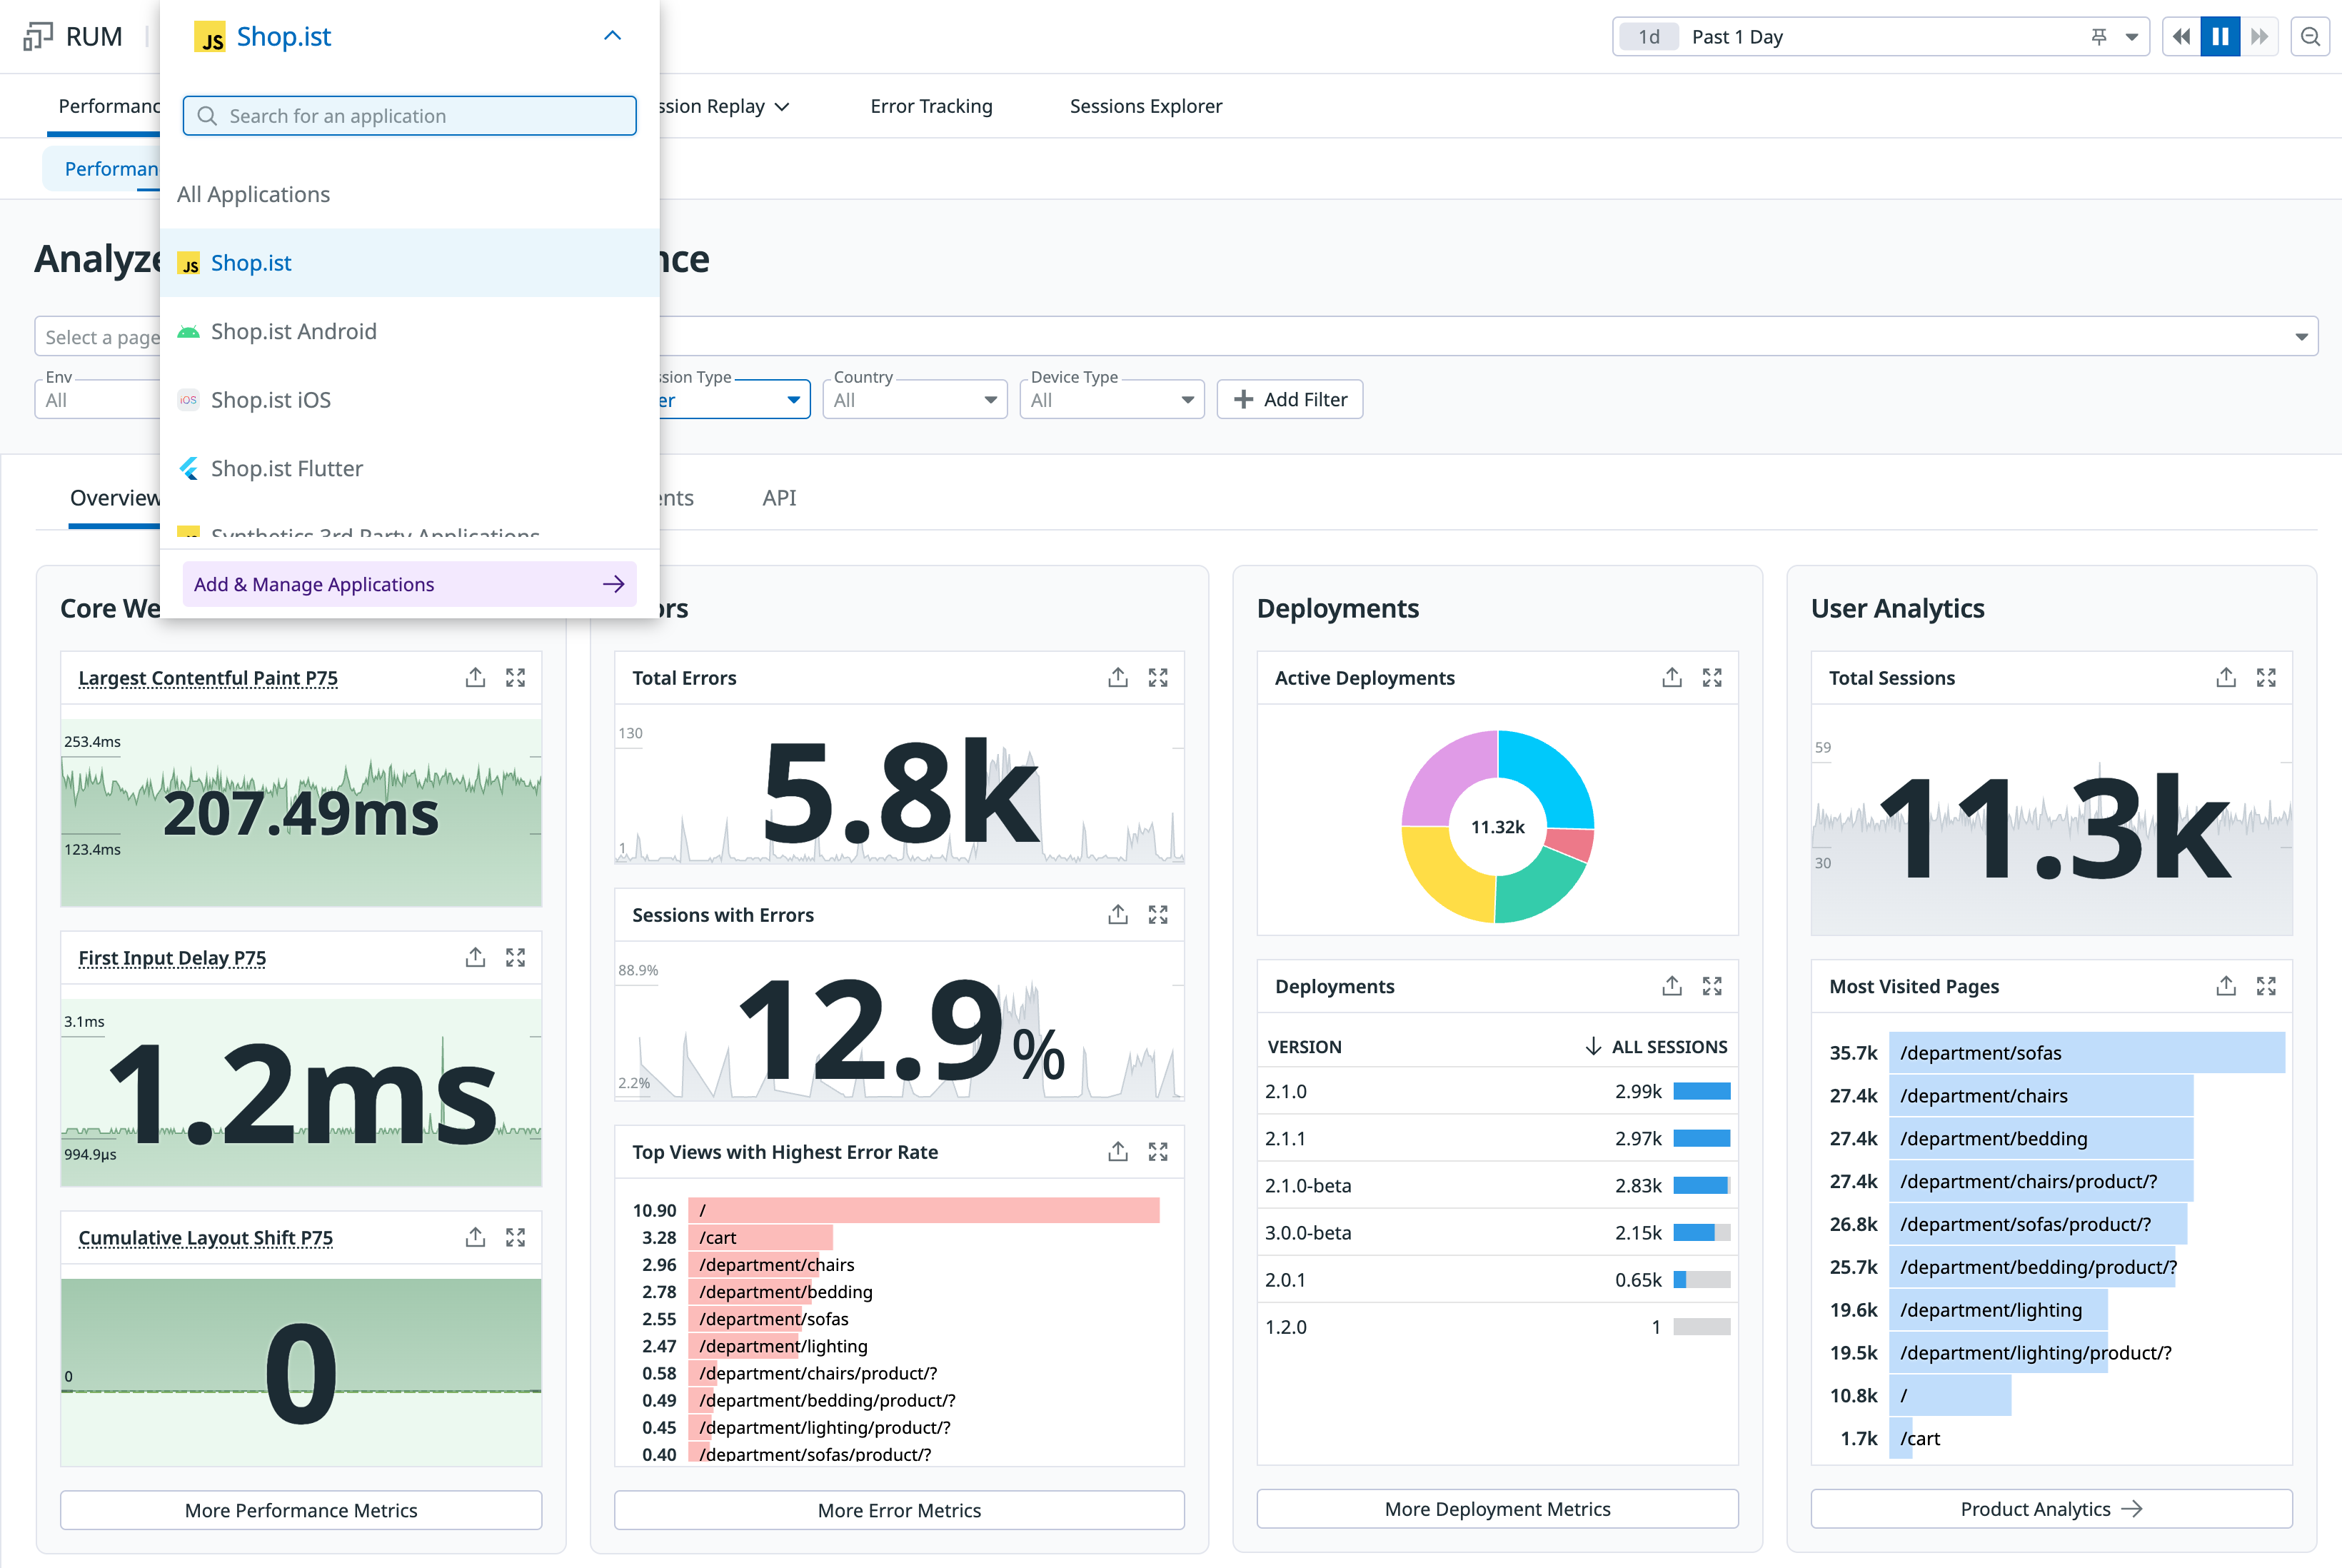 RUM
JS Shop.ist
1d Past 1 Day
Search for an application
Performanc
ssion Replay
Error Tracking
Sessions Explorer
Performan
All Applications
JS Shop.ist
Shop.ist Android
iOS Shop.ist iOS
Shop.ist Flutter
Synthetics 3rd Party Applications
Add & Manage Applications
Analyze
nce
Select a page
Env
All
ssion Type
er
Country
All
Device Type
All
Add Filter
Overview
ents
API
Core We
Largest Contentful Paint P75
253.4ms
207.49ms
123.4ms
First Input Delay P75
3.1ms
1.2ms
994.9µs
Cumulative Layout Shift P75
0
0
More Performance Metrics
ors
Total Errors
130
5.8k
1
Sessions with Errors
88.9%
12.9%
2.2%
Top Views with Highest Error Rate
10.90 /
3.28 /cart
2.96 /department/chairs
2.78 /department/bedding
2.55 /department/sofas
2.47 /department/lighting
0.58 /department/chairs/product/?
0.49 /department/bedding/product/?
0.45 /department/lighting/product/?
0.40 /department/sofas/product/?
More Error Metrics
Deployments
Active Deployments
11.32k
Deployments
VERSION ALL SESSIONS
2.1.0 2.99k
2.1.1 2.97k
2.1.0-beta 2.83k
3.0.0-beta 2.15k
2.0.1 0.65k
1.2.0 1
More Deployment Metrics
User Analytics
Total Sessions
59
11.3k
30
Most Visited Pages
35.7k /department/sofas
27.4k /department/chairs
27.4k /department/bedding
27.4k /department/chairs/product/?
26.8k /department/sofas/product/?
25.7k /department/bedding/product/?
19.6k /department/lighting
19.5k /department/lighting/product/?
10.8k /
1.7k /cart
Product Analytics